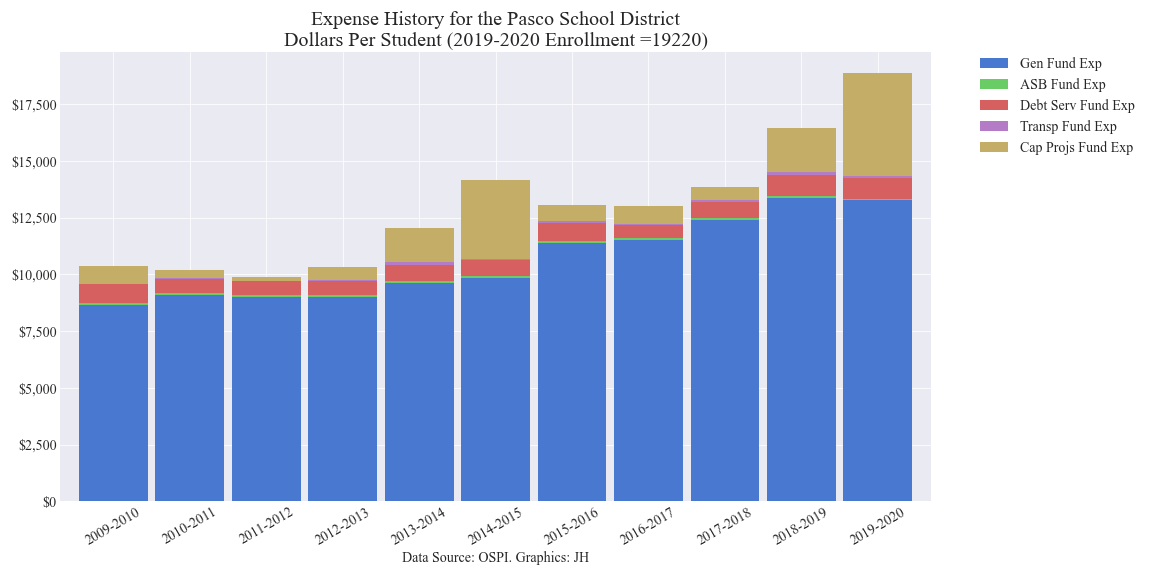 Expense History for the Pasco School District
Dollars Per Student (2019-2020 Enrollment =19220)
Gen Fund Exp
ASB Fund Exp
Debt Serv Fund Exp
Transp Fund Exp
Cap Projs Fund Exp
$17,500
$15,000
$12,500
$10,000
$7,500
$5,000
$2,500
$0
2009-2010
2010-2011
2011-2012
2012-2013
2013-2014
2014-2015
2015-2016
2016-2017
2017-2018
2018-2019
2019-2020
Data Source: OSPI. Graphics: JH